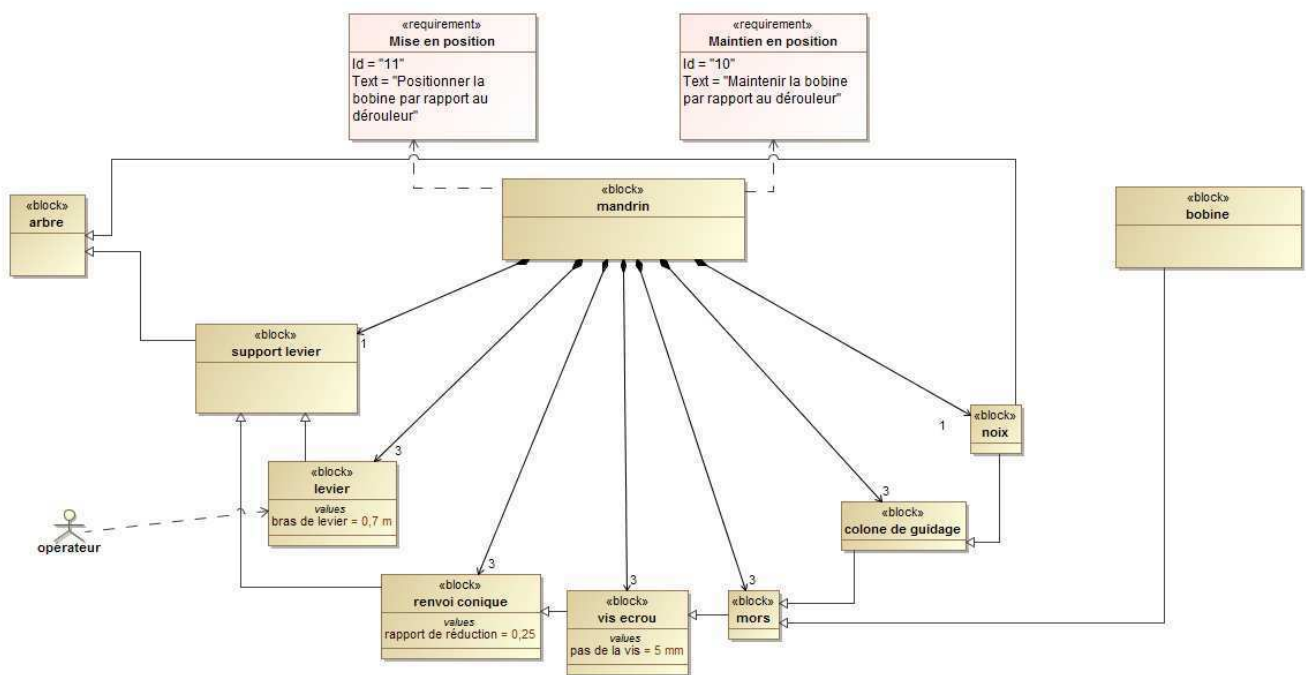 «requirement»
Mise en position
Id = "11"
Text = "Positionner la
bobine par rapport au
dérouleur"
«requirement»
Maintien en position
Id = "10"
Text = "Maintenir la bobine
par rapport au dérouleur"
«block»
arbre
«block»
mandrin
«block»
bobine
«block»
support levier
1
«block»
levier
values
bras de levier = 0,7 m
3
opérateur
«block»
renvoi conique
values
rapport de réduction = 0,25
3
«block»
vis ecrou
values
pas de la vis = 5 mm
3
«block»
mors
3
«block»
colone de guidage
3
«block»
noix
1